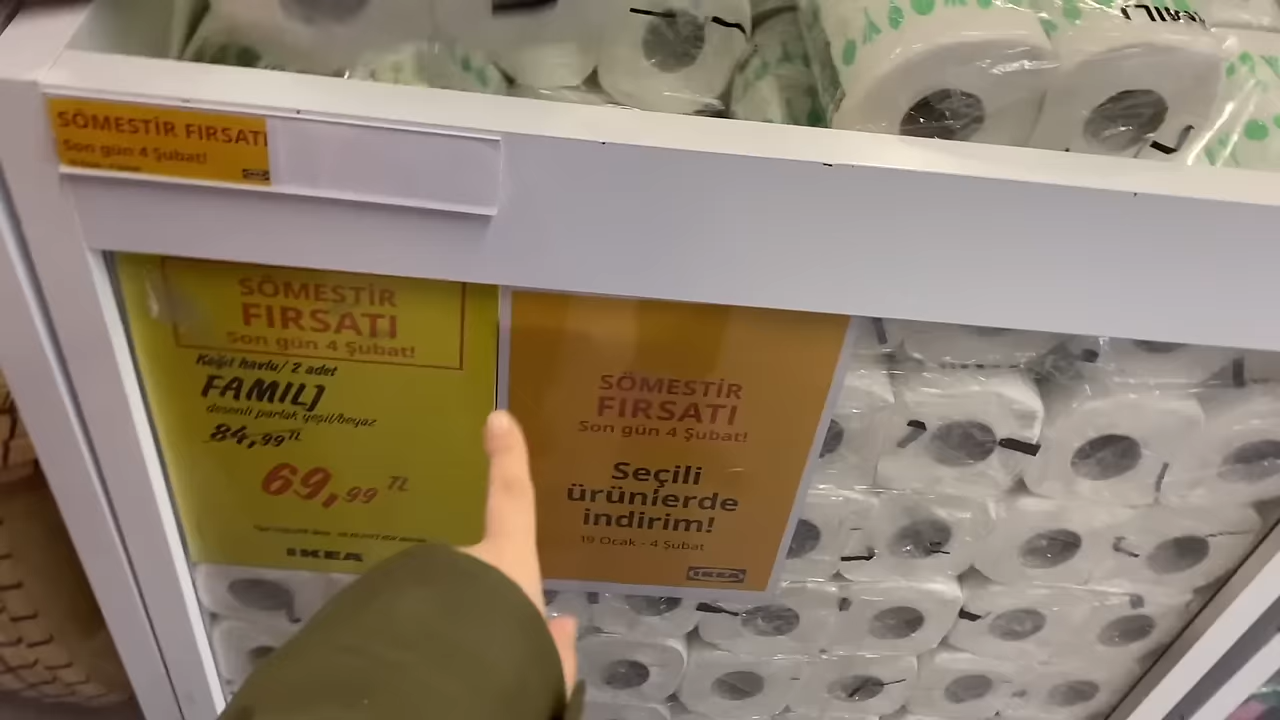 SÖMESTİR FIRSATI
Son gün 4 Şubat!
IKEA
SÖMESTİR
FIRSATI
Son gün 4 Şubat!
Kağıt havlu/ 2 adet
FAMILJ
desenli parlak yeşil/beyaz
84,99 TL
69,99 TL
IKEA
SÖMESTİR
FIRSATI
Son gün 4 Şubat!
Seçili
ürünlerde
indirim!
19 Ocak - 4 Şubat
IKEA